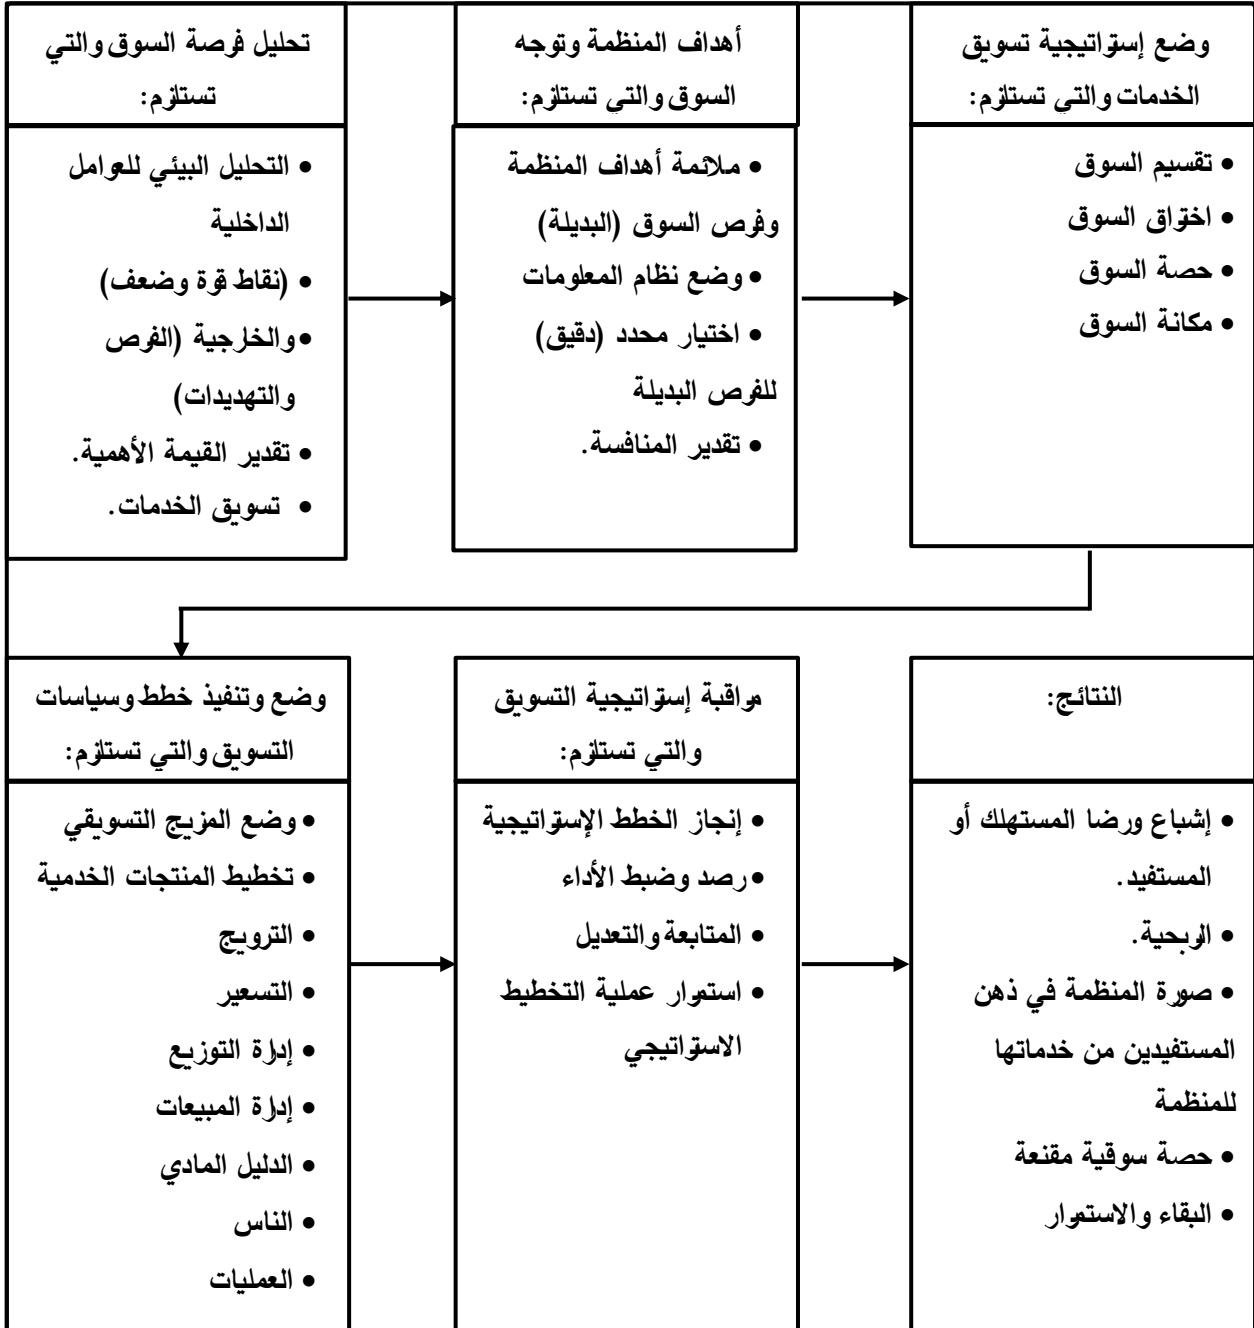 تحليل فرصة السوق والتي
تستلزم:
• التحليل البيئي للعوامل
الداخلية
• (نقاط قوة وضعف)
• والخارجية (الفرص
والتهديدات)
• تقدير القيمة الأهمية.
• تسويق الخدمات.
أهداف المنظمة وتوجه
السوق والتي تستلزم:
• ملائمة أهداف المنظمة
وفرص السوق (البديلة)
• وضع نظام المعلومات
• اختيار محدد (دقيق)
للفرص البديلة
• تقدير المنافسة.
وضع إستراتيجية تسويق
الخدمات والتي تستلزم:
• تقسيم السوق
• اختراق السوق
• حصة السوق
• مكانة السوق
وضع وتنفيذ خطط وسياسات
التسويق والتي تستلزم:
• وضع المزيج التسويقي
• تخطيط المنتجات الخدمية
• الترويج
• التسعير
• إدارة التوزيع
• إدارة المبيعات
• الدليل المادي
• الناس
• العمليات
مراقبة إستراتيجية التسويق
والتي تستلزم:
• إنجاز الخطط الإستراتيجية
• رصد وضبط الأداء
• المتابعة والتعديل
• استمرار عملية التخطيط
الاستراتيجي
النتائج:
• إشباع ورضا المستهلك أو
المستفيد.
• الربحية.
• صورة المنظمة في ذهن
المستفيدين من خدماتها
للمنظمة
• حصة سوقية مقنعة
• البقاء والاستمرار